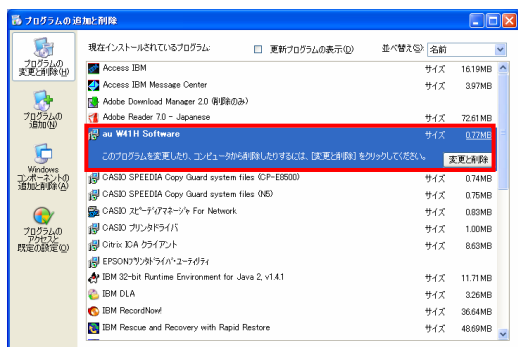 プログラムの追加と削除
現在インストールされているプログラム:
更新プログラムの表示(D)
並べ替え(S): 名前
プログラムの
変更と削除(H)
プログラムの
追加(N)
Windows
コンポーネントの
追加と削除(A)
プログラムの
アクセスと
既定の設定(O)
Access IBM サイズ 16.19MB
Access IBM Message Center サイズ 3.97MB
Adobe Download Manager 2.0 (削除のみ)
Adobe Reader 7.0 - Japanese サイズ 72.61MB
au W41H Software サイズ 0.77MB
このプログラムを変更したり、コンピュータから削除したりするには、[変更と削除] をクリックしてください。 変更と削除
CASIO SPEEDIA Copy Guard system files (CP-E8500) サイズ 0.74MB
CASIO SPEEDIA Copy Guard system files (N5) サイズ 0.75MB
CASIO スピーディアマネージャ For Network サイズ 0.83MB
CASIO プリンタドライバ サイズ 1.00MB
Citrix ICA クライアント サイズ 8.63MB
EPSONプリンタドライバ・ユーティリティ
IBM 32-bit Runtime Environment for Java 2, v1.4.1 サイズ 11.71MB
IBM DLA サイズ 3.26MB
IBM RecordNow! サイズ 36.64MB
IBM Rescue and Recovery with Rapid Restore サイズ 48.69MB